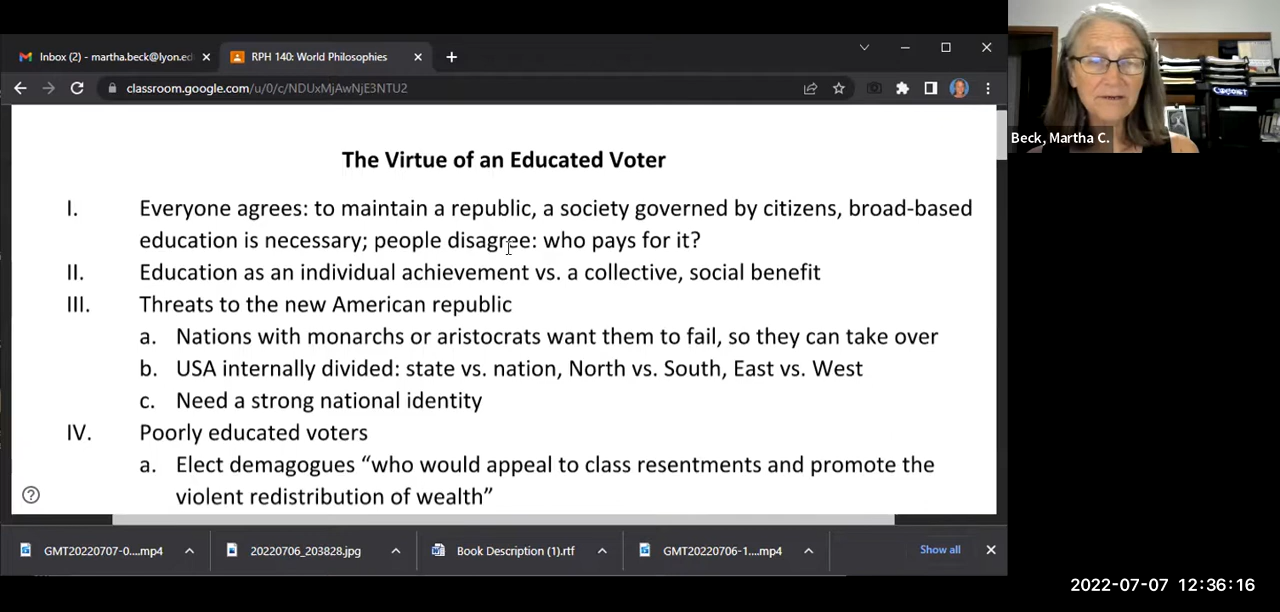 Inbox (2) - martha.beck@lyon.ed
RPH 140: World Philosophies
classroom.google.com/u/0/c/NDUxMjAwNjE3NTU2
Beck, Martha C.
The Virtue of an Educated Voter
I. Everyone agrees: to maintain a republic, a society governed by citizens, broad-based
education is necessary; people disagree: who pays for it?
II. Education as an individual achievement vs. a collective, social benefit
III. Threats to the new American republic
a. Nations with monarchs or aristocrats want them to fail, so they can take over
b. USA internally divided: state vs. nation, North vs. South, East vs. West
c. Need a strong national identity
IV. Poorly educated voters
a. Elect demagogues “who would appeal to class resentments and promote the
violent redistribution of wealth”
GMT20220707-0....mp4
20220706_203828.jpg
Book Description (1).rtf
GMT20220706-1....mp4
Show all
2022-07-07 12:36:16